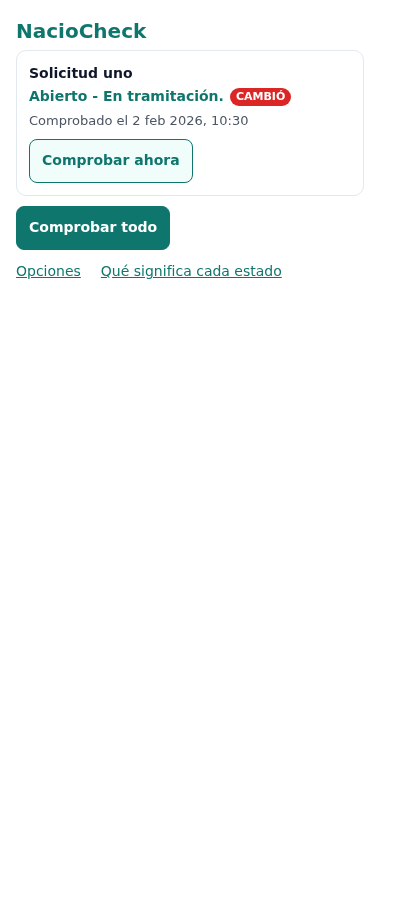 NacioCheck
Solicitud uno
Abierto - En tramitación. CAMBIÓ
Comprobado el 2 feb 2026, 10:30
Comprobar ahora
Comprobar todo
Opciones Qué significa cada estado